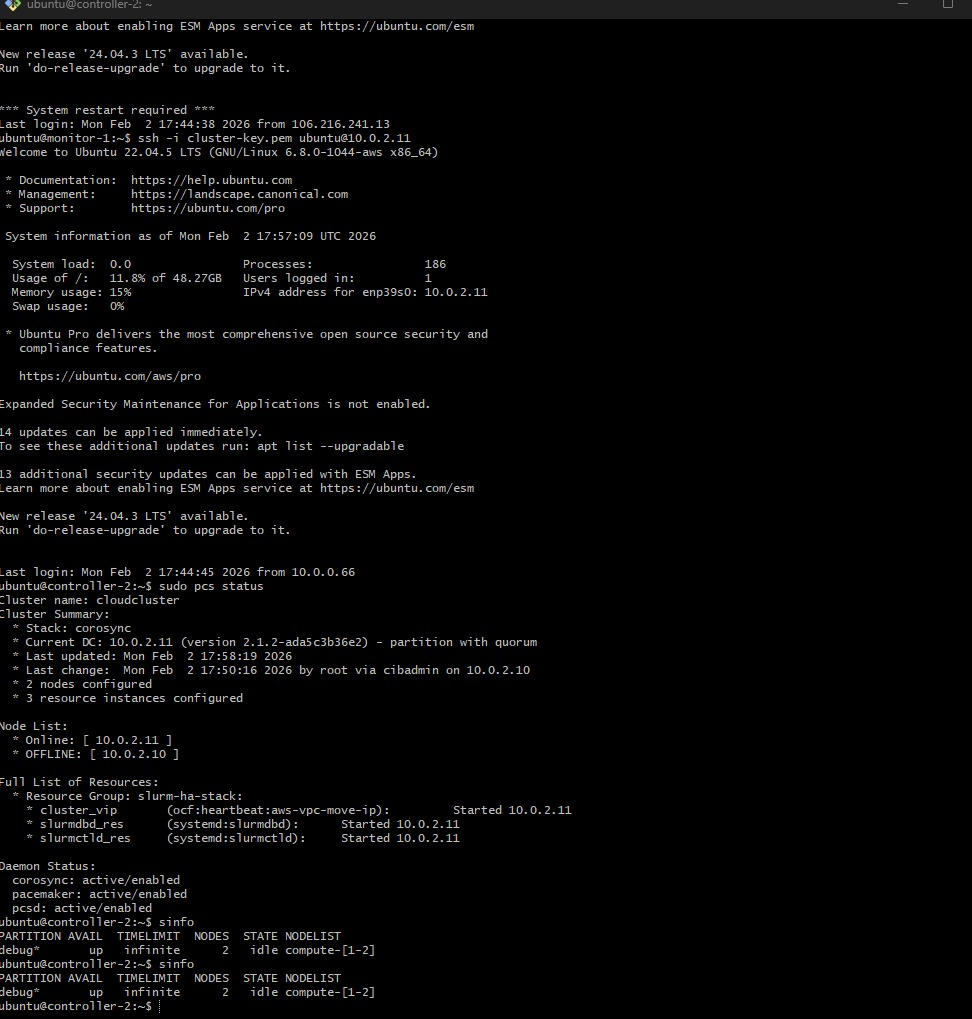 ubuntu@controller-2: ~
Learn more about enabling ESM Apps service at https://ubuntu.com/esm
New release '24.04.3 LTS' available.
Run 'do-release-upgrade' to upgrade to it.
*** System restart required ***
Last login: Mon Feb  2 17:44:38 2026 from 106.216.241.13
ubuntu@monitor-1:~$ ssh -i cluster-key.pem ubuntu@10.0.2.11
Welcome to Ubuntu 22.04.5 LTS (GNU/Linux 6.8.0-1044-aws x86_64)
* Documentation:  https://help.ubuntu.com
* Management:     https://landscape.canonical.com
* Support:        https://ubuntu.com/pro
System information as of Mon Feb  2 17:57:09 UTC 2026
System load:  0.0                Processes:                186
Usage of /:   11.8% of 48.27GB   Users logged in:          1
Memory usage: 15%                IPv4 address for enp39s0: 10.0.2.11
Swap usage:   0%
* Ubuntu Pro delivers the most comprehensive open source security and
compliance features.
https://ubuntu.com/aws/pro
Expanded Security Maintenance for Applications is not enabled.
14 updates can be applied immediately.
To see these additional updates run: apt list --upgradable
13 additional security updates can be applied with ESM Apps.
Learn more about enabling ESM Apps service at https://ubuntu.com/esm
New release '24.04.3 LTS' available.
Run 'do-release-upgrade' to upgrade to it.
Last login: Mon Feb  2 17:44:45 2026 from 10.0.0.66
ubuntu@controller-2:~$ sudo pcs status
Cluster name: cloudcluster
Cluster Summary:
* Stack: corosync
* Current DC: 10.0.2.11 (version 2.1.2-ada5c3b36e2) - partition with quorum
* Last updated: Mon Feb  2 17:58:19 2026
* Last change:  Mon Feb  2 17:50:16 2026 by root via cibadmin on 10.0.2.10
* 2 nodes configured
* 3 resource instances configured
Node List:
* Online: [ 10.0.2.11 ]
* OFFLINE: [ 10.0.2.10 ]
Full List of Resources:
* Resource Group: slurm-ha-stack:
* cluster_vip       (ocf:heartbeat:aws-vpc-move-ip):         Started 10.0.2.11
* slurmdbd_res      (systemd:slurmdbd):      Started 10.0.2.11
* slurmctld_res     (systemd:slurmctld):     Started 10.0.2.11
Daemon Status:
corosync: active/enabled
pacemaker: active/enabled
pcsd: active/enabled
ubuntu@controller-2:~$ sinfo
PARTITION AVAIL  TIMELIMIT  NODES  STATE NODELIST
debug*       up   infinite      2   idle compute-[1-2]
ubuntu@controller-2:~$ sinfo
PARTITION AVAIL  TIMELIMIT  NODES  STATE NODELIST
debug*       up   infinite      2   idle compute-[1-2]
ubuntu@controller-2:~$